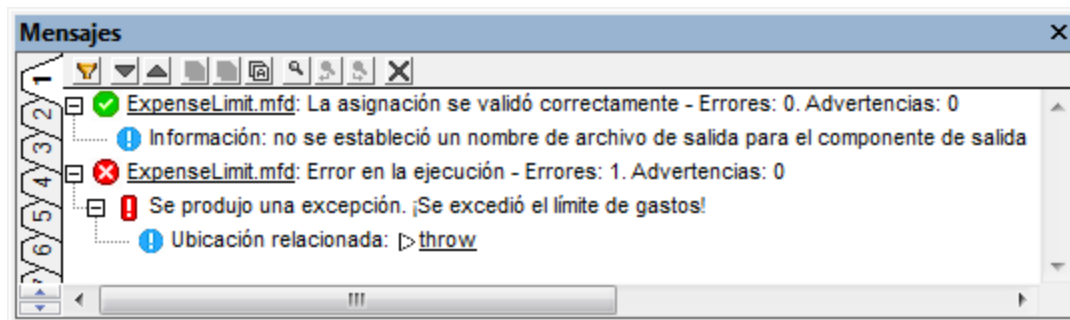 Mensajes
ExpenseLimit.mfd: La asignación se validó correctamente - Errores: 0. Advertencias: 0
Información: no se estableció un nombre de archivo de salida para el componente de salida
ExpenseLimit.mfd: Error en la ejecución - Errores: 1. Advertencias: 0
Se produjo una excepción. ¡Se excedió el límite de gastos!
Ubicación relacionada: throw
1
2
3
4
5
6